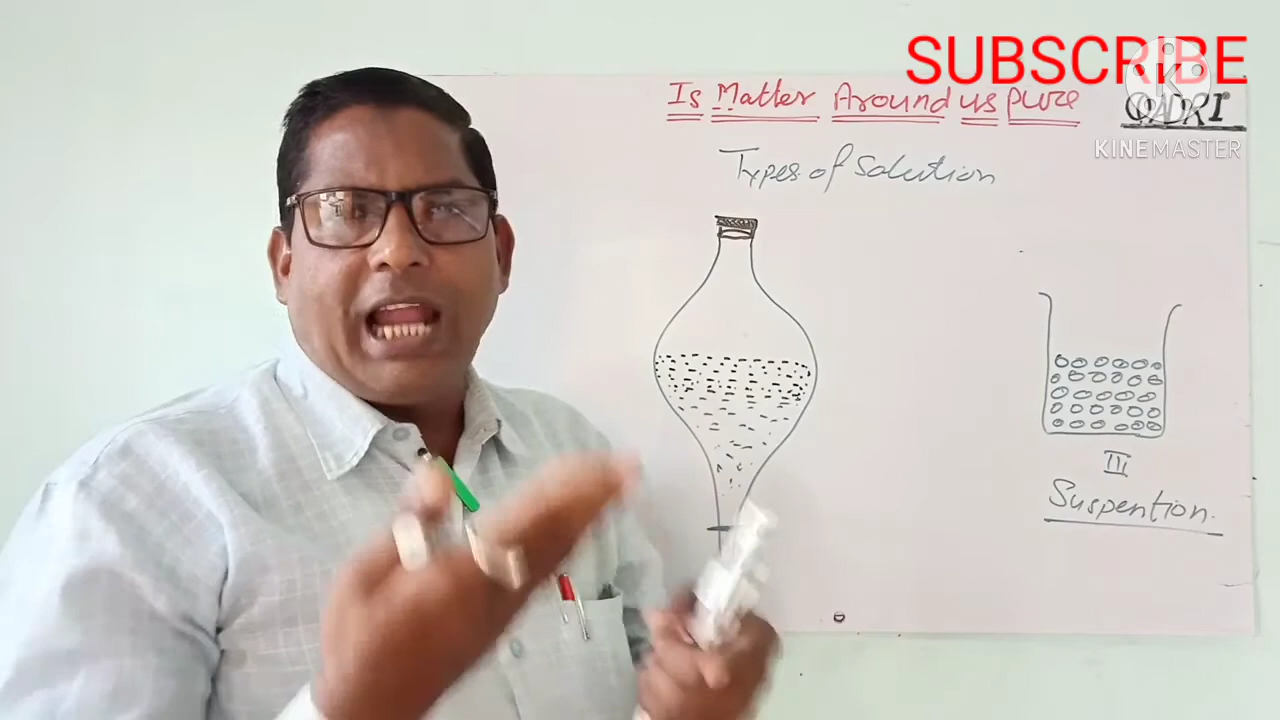 SUBSCRIBE
Is Matter Around us pure
QADRI
KINEMASTER
Types of Solution
III
Suspention.